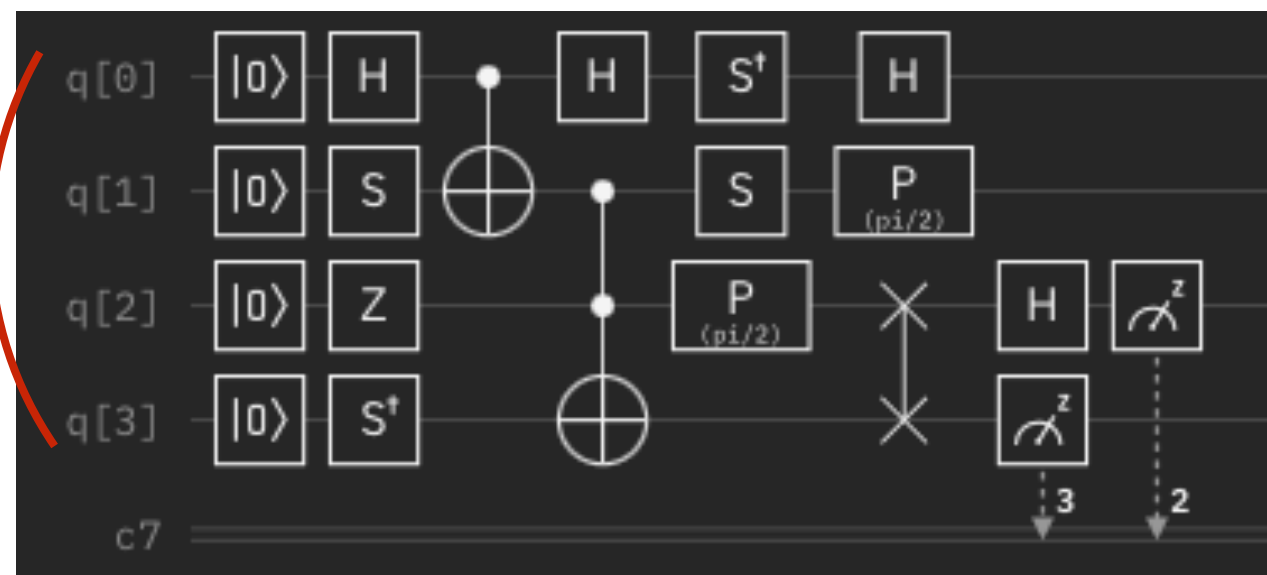 q[0] |0⟩ H H S† H
q[1] |0⟩ S S P (pi/2)
q[2] |0⟩ Z P (pi/2) H z
q[3] |0⟩ S† z
c7 3 2